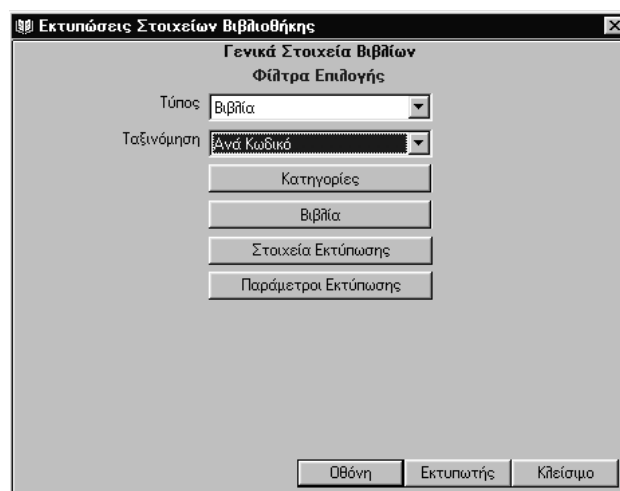 Εκτυπώσεις Στοιχείων Βιβλιοθήκης
Γενικά Στοιχεία Βιβλίων
Φίλτρα Επιλογής
Τύπος Βιβλία
Ταξινόμηση Ανά Κωδικό
Κατηγορίες
Βιβλία
Στοιχεία Εκτύπωσης
Παράμετροι Εκτύπωσης
Οθόνη Εκτυπωτής Κλείσιμο